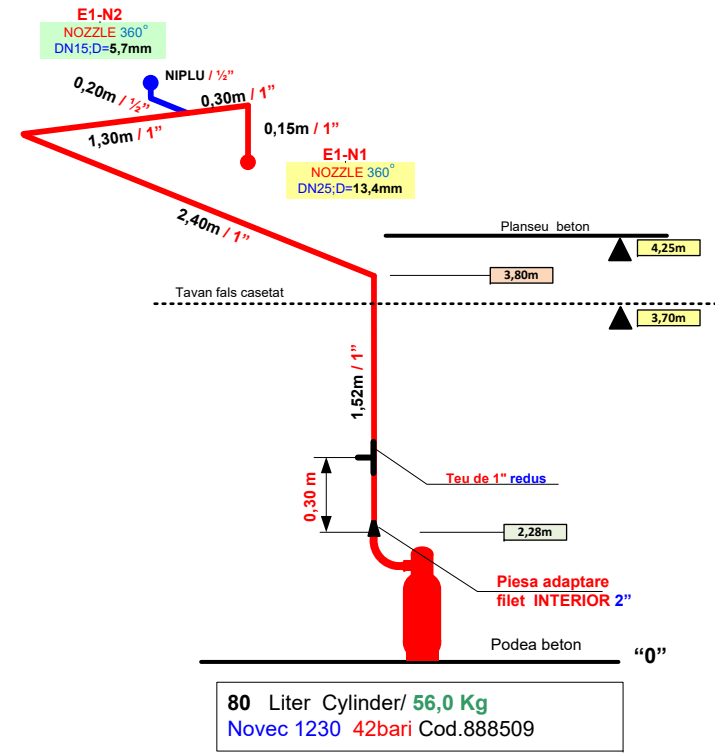 E1-N2
NOZZLE 360°
DN15;D=5,7mm
NIPLU / ½”
0,20m / ½”
0,30m / 1”
1,30m / 1”
0,15m / 1”
E1-N1
NOZZLE 360°
DN25;D=13,4mm
2,40m / 1”
Planseu beton
4,25m
3,80m
Tavan fals casetat
3,70m
1,52m / 1”
Teu de 1" redus
0,30 m
2,28m
Piesa adaptare
filet INTERIOR 2”
Podea beton
“0”
80 Liter Cylinder/ 56,0 Kg
Novec 1230 42bari Cod.888509